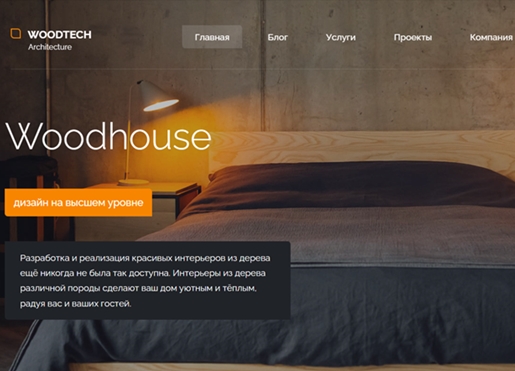 WOODTECH
Architecture
Главная Блог Услуги Проекты Компания
Woodhouse
дизайн на высшем уровне
Разработка и реализация красивых интерьеров из дерева
ещё никогда не была так доступна. Интерьеры из дерева
различной породы сделают ваш дом уютным и тёплым,
радуя вас и ваших гостей.